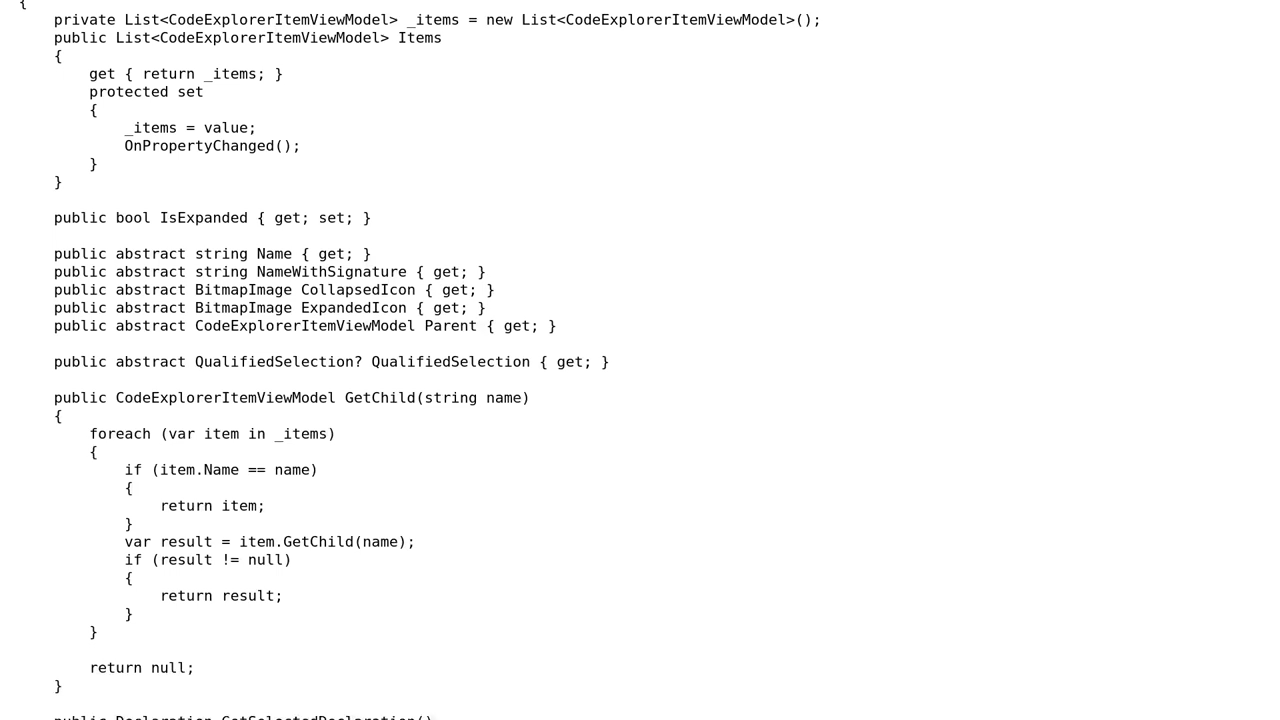 {
    private List<CodeExplorerItemViewModel> _items = new List<CodeExplorerItemViewModel>();
    public List<CodeExplorerItemViewModel> Items
    {
        get { return _items; }
        protected set
        {
            _items = value;
            OnPropertyChanged();
        }
    }

    public bool IsExpanded { get; set; }

    public abstract string Name { get; }
    public abstract string NameWithSignature { get; }
    public abstract BitmapImage CollapsedIcon { get; }
    public abstract BitmapImage ExpandedIcon { get; }
    public abstract CodeExplorerItemViewModel Parent { get; }

    public abstract QualifiedSelection? QualifiedSelection { get; }

    public CodeExplorerItemViewModel GetChild(string name)
    {
        foreach (var item in _items)
        {
            if (item.Name == name)
            {
                return item;
            }
            var result = item.GetChild(name);
            if (result != null)
            {
                return result;
            }
        }

        return null;
    }

    public Declaration GetSelectedDeclaration()